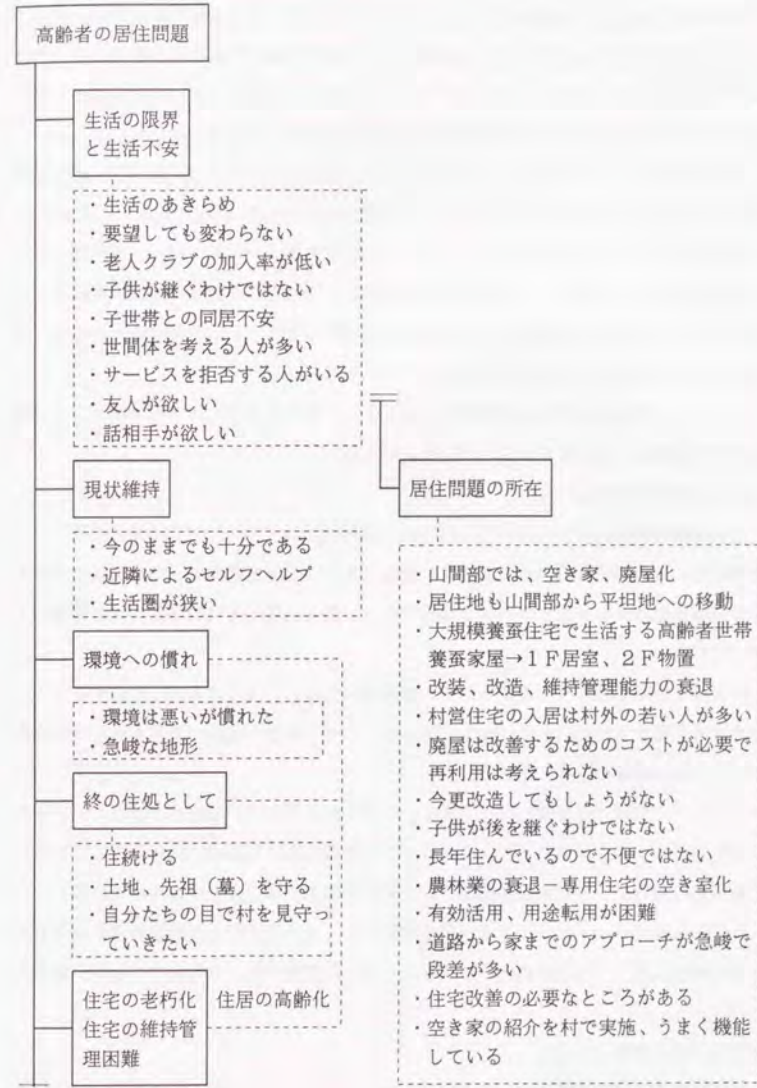 高齢者の居住問題
生活の限界
と生活不安
・生活のあきらめ
・要望しても変わらない
・老人クラブの加入率が低い
・子供が継ぐわけではない
・子世帯との同居不安
・世間体を考える人が多い
・サービスを拒否する人がいる
・友人が欲しい
・話相手が欲しい
現状維持
・今のままでも十分である
・近隣によるセルフヘルプ
・生活圏が狭い
環境への慣れ
・環境は悪いが慣れた
・急峻な地形
終の住処として
・住続ける
・土地、先祖（墓）を守る
・自分たちの目で村を見守っ
ていきたい
住宅の老朽化
住宅の維持管
理困難
住居の高齢化
居住問題の所在
・山間部では、空き家、廃屋化
・居住地も山間部から平坦地への移動
・大規模養蚕住宅で生活する高齢者世帯
養蚕家屋→１Ｆ居室、２Ｆ物置
・改装、改造、維持管理能力の衰退
・村営住宅の入居は村外の若い人が多い
・廃屋は改善するためのコストが必要で
再利用は考えられない
・今更改造してもしょうがない
・子供が後を継ぐわけではない
・長年住んでいるので不便ではない
・農林業の衰退－専用住宅の空き室化
・有効活用、用途転用が困難
・道路から家までのアプローチが急峻で
段差が多い
・住宅改善の必要なところがある
・空き家の紹介を村で実施、うまく機能
している